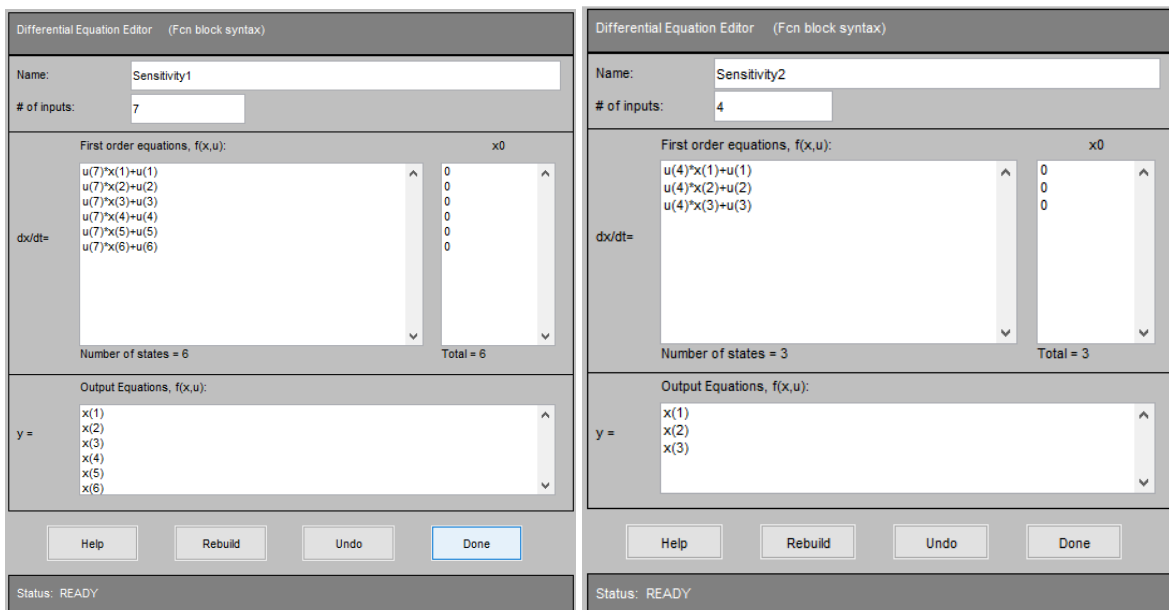 Differential Equation Editor (Fcn block syntax)
Name: Sensitivity1
# of inputs: 7
First order equations, f(x,u): x0
u(7)*x(1)+u(1) 0
u(7)*x(2)+u(2) 0
u(7)*x(3)+u(3) 0
u(7)*x(4)+u(4) 0
u(7)*x(5)+u(5) 0
u(7)*x(6)+u(6) 0
dx/dt=
Number of states = 6 Total = 6
Output Equations, f(x,u):
x(1)
x(2)
y =
x(3)
x(4)
x(5)
x(6)
Help Rebuild Undo Done
Status: READY
Differential Equation Editor (Fcn block syntax)
Name: Sensitivity2
# of inputs: 4
First order equations, f(x,u): x0
u(4)*x(1)+u(1) 0
u(4)*x(2)+u(2) 0
u(4)*x(3)+u(3) 0
dx/dt=
Number of states = 3 Total = 3
Output Equations, f(x,u):
x(1)
y = x(2)
x(3)
Help Rebuild Undo Done
Status: READY